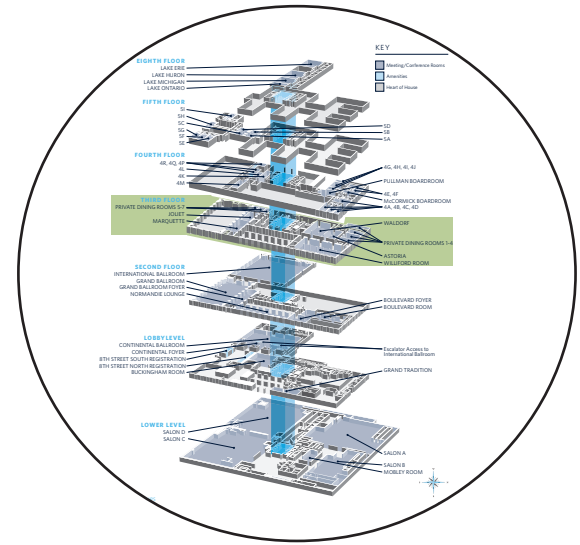 KEY
Meeting/Conference Rooms
Amenities
Heart of House
EIGHTH FLOOR
LAKE ERIE
LAKE HURON
LAKE MICHIGAN
LAKE ONTARIO
FIFTH FLOOR
5I
5H
5C
5G
5F
5E
5D
5B
5A
FOURTH FLOOR
4R, 4Q, 4P
4L
4K
4M
4G, 4H, 4I, 4J
PULLMAN BOARDROOM
4E, 4F
McCORMICK BOARDROOM
4A, 4B, 4C, 4D
THIRD FLOOR
PRIVATE DINING ROOMS 5-7
JOLIET
MARQUETTE
WALDORF
PRIVATE DINING ROOMS 1-4
ASTORIA
WILLIFORD ROOM
SECOND FLOOR
INTERNATIONAL BALLROOM
GRAND BALLROOM
GRAND BALLROOM FOYER
NORMANDIE LOUNGE
BOULEVARD FOYER
BOULEVARD ROOM
LOBBY LEVEL
CONTINENTAL BALLROOM
CONTINENTAL FOYER
8TH STREET SOUTH REGISTRATION
8TH STREET NORTH REGISTRATION
BUCKINGHAM ROOM
Escalator Access to
International Ballroom
GRAND TRADITION
LOWER LEVEL
SALON D
SALON C
SALON A
SALON B
MOBLEY ROOM